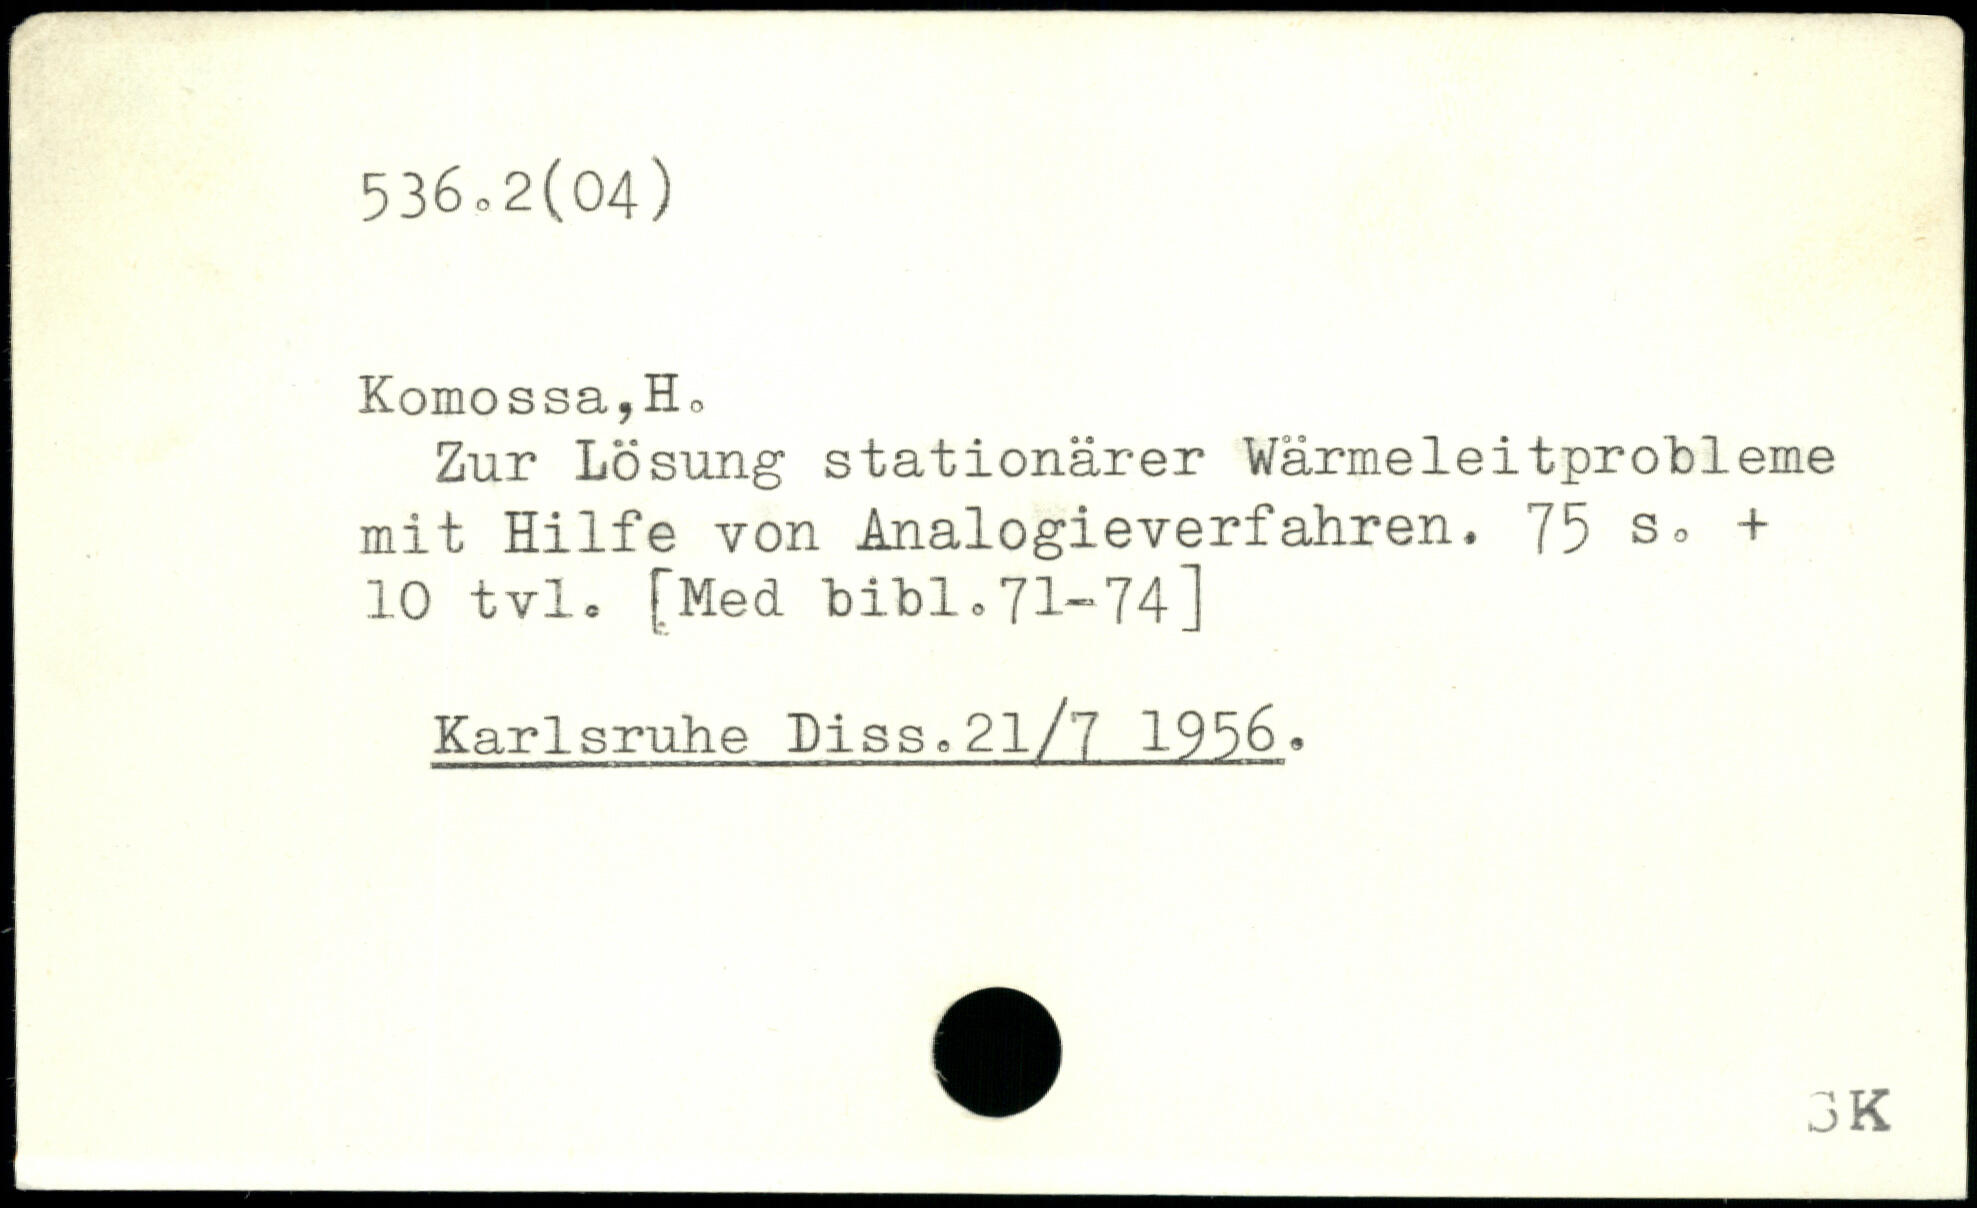 536.2(04)
Komossa,H.
Zur Lösung stationärer Wärmeleitprobleme
mit Hilfe von Analogieverfahren. 75 s. +
10 tvl. [Med bibl.71-74]
Karlsruhe Diss.21/7 1956.
SK